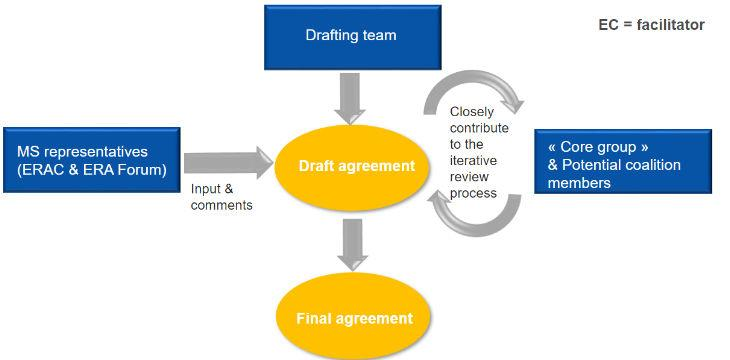 EC = facilitator
Drafting team
Closely
contribute
to the
iterative
review
process
MS representatives
(ERAC & ERA Forum)
Input &
comments
Draft agreement
« Core group »
& Potential coalition
members
Final agreement